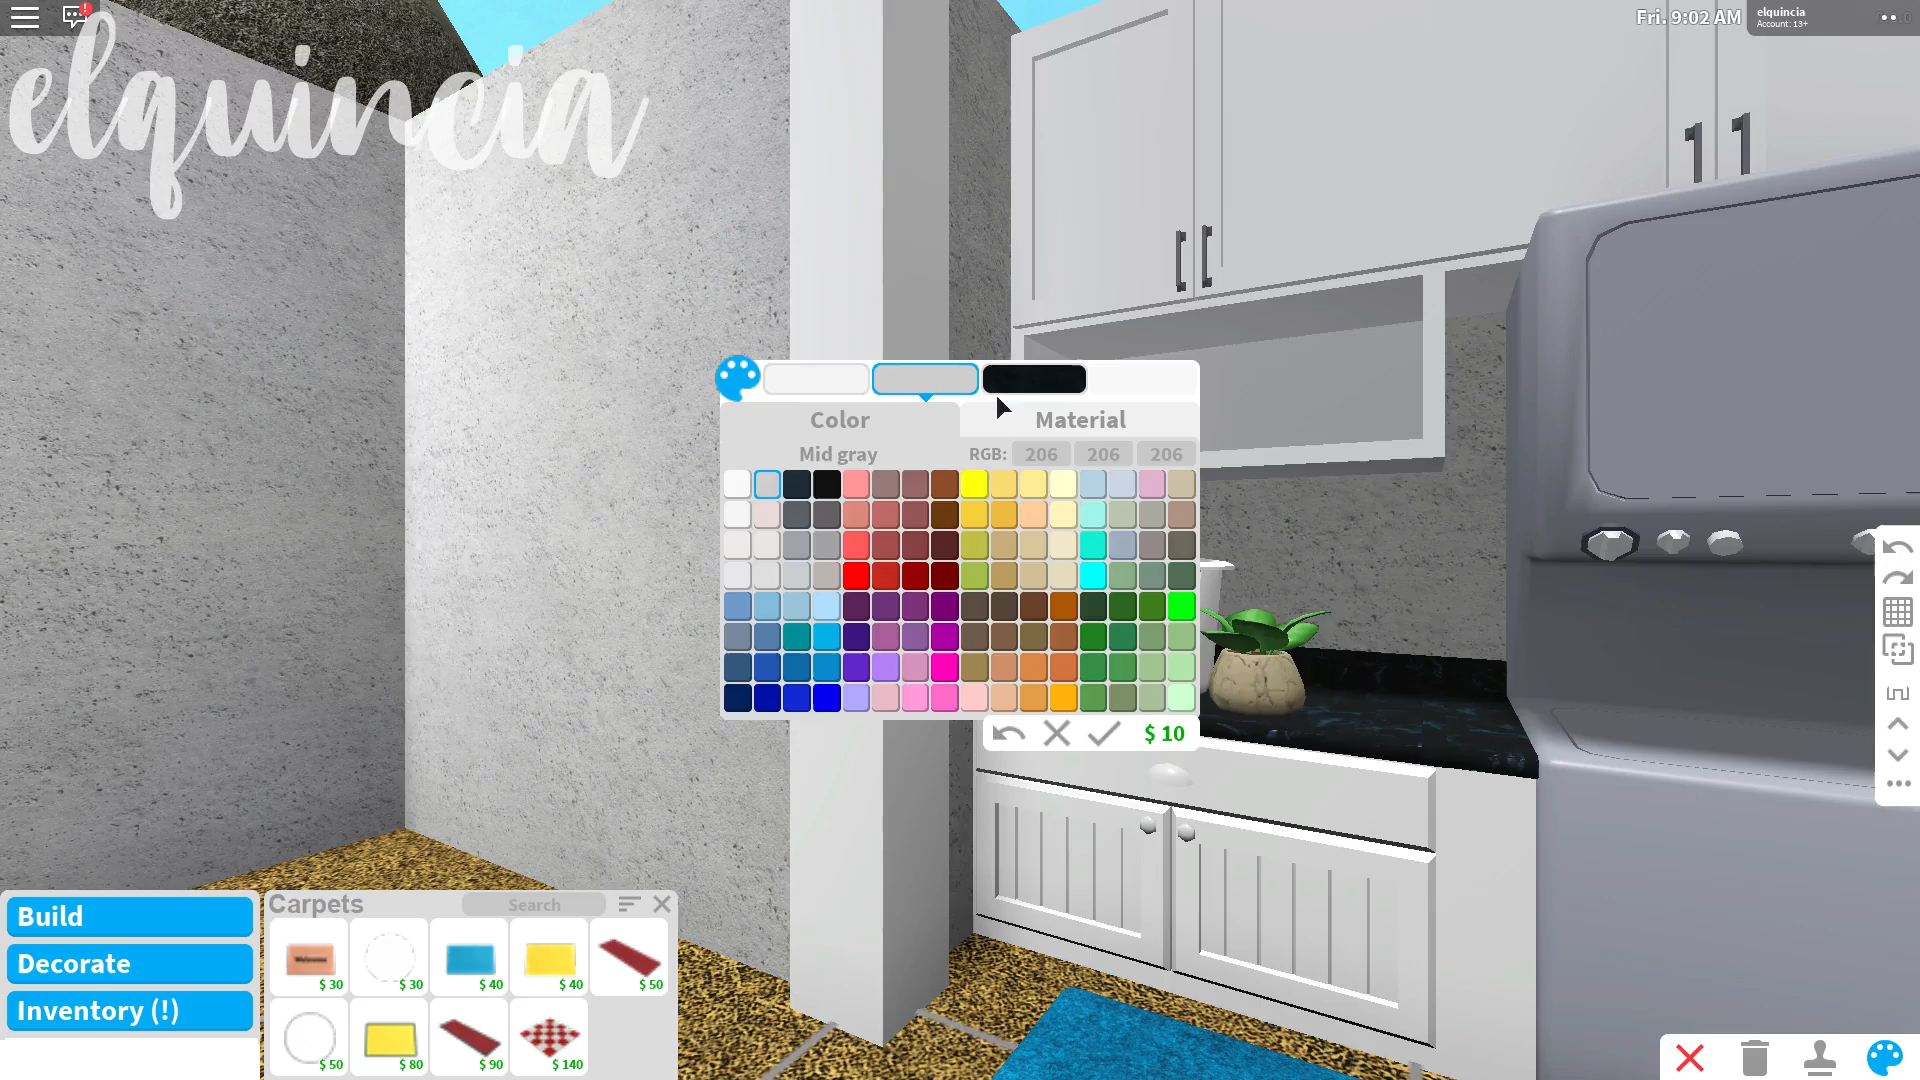 Fri. 9:02 AM
elquincia
Account: 13+
elquincia
Color
Material
Mid gray
RGB: 206 206 206
$ 10
Build
Decorate
Inventory (!)
Carpets
Search
Welcome
$ 30
$ 30
$ 40
$ 40
$ 50
$ 50
$ 80
$ 90
$ 140